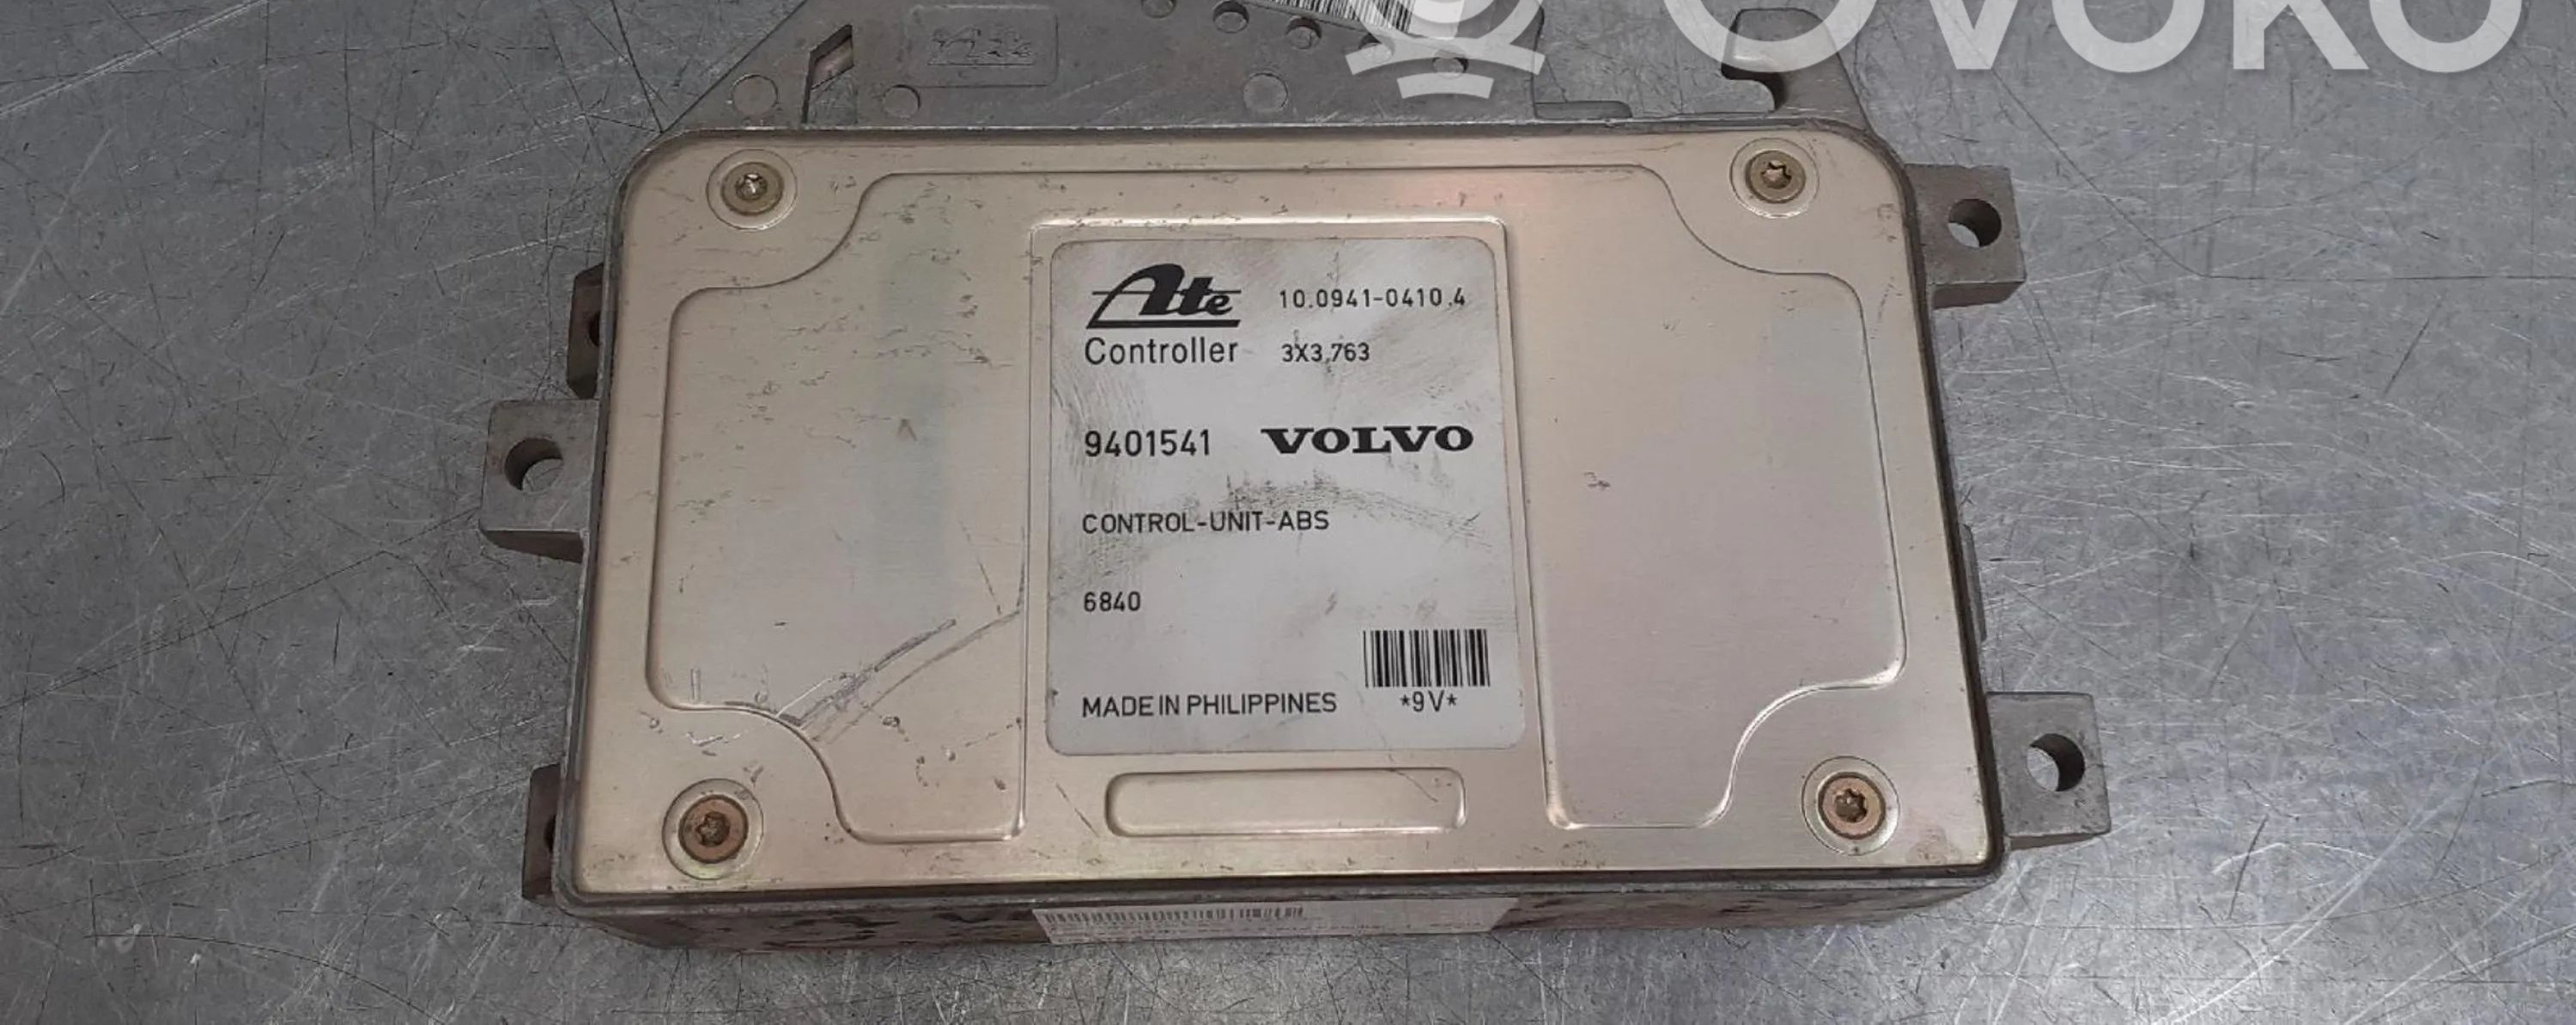 OVOKO
Ate
Ate 10.0941-0410.4
Controller 3X3.763
9401541 VOLVO
CONTROL-UNIT-ABS
6840
*9V*
MADE IN PHILIPPINES